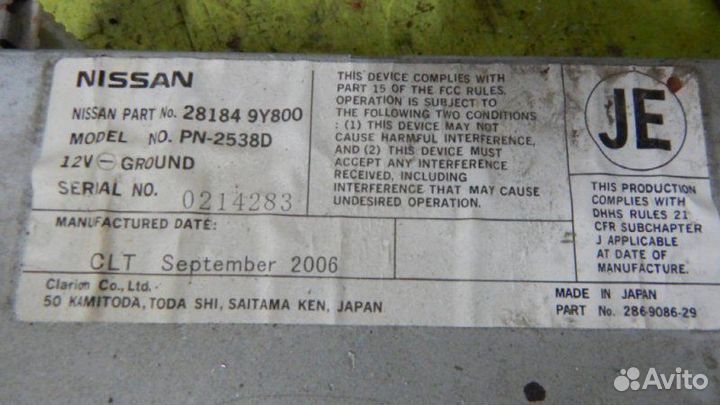 NISSAN
NISSAN PART No. 28184 9Y800
MODEL NO. PN-2538D
12V ⊖ GROUND
SERIAL NO. 0214283
MANUFACTURED DATE:
CLT September 2006
Clarion Co., Ltd.
50 KAMITODA, TODA SHI, SAITAMA KEN, JAPAN
THIS DEVICE COMPLIES WITH
PART 15 OF THE FCC RULES.
OPERATION IS SUBJECT TO
THE FOLLOWING TWO CONDITIONS
: (1) THIS DEVICE MAY NOT
CAUSE HARMFUL INTERFERENCE,
AND (2) THIS DEVICE MUST
ACCEPT ANY INTERFERENCE
RECEIVED, INCLUDING
INTERFERENCE THAT MAY CAUSE
UNDESIRED OPERATION.
JE
THIS PRODUCTION
COMPLIES WITH
DHHS RULES 21
CFR SUBCHAPTER
J APPLICABLE
AT DATE OF
MANUFACTURE.
MADE IN JAPAN
PART No. 286-9086-29
Avito